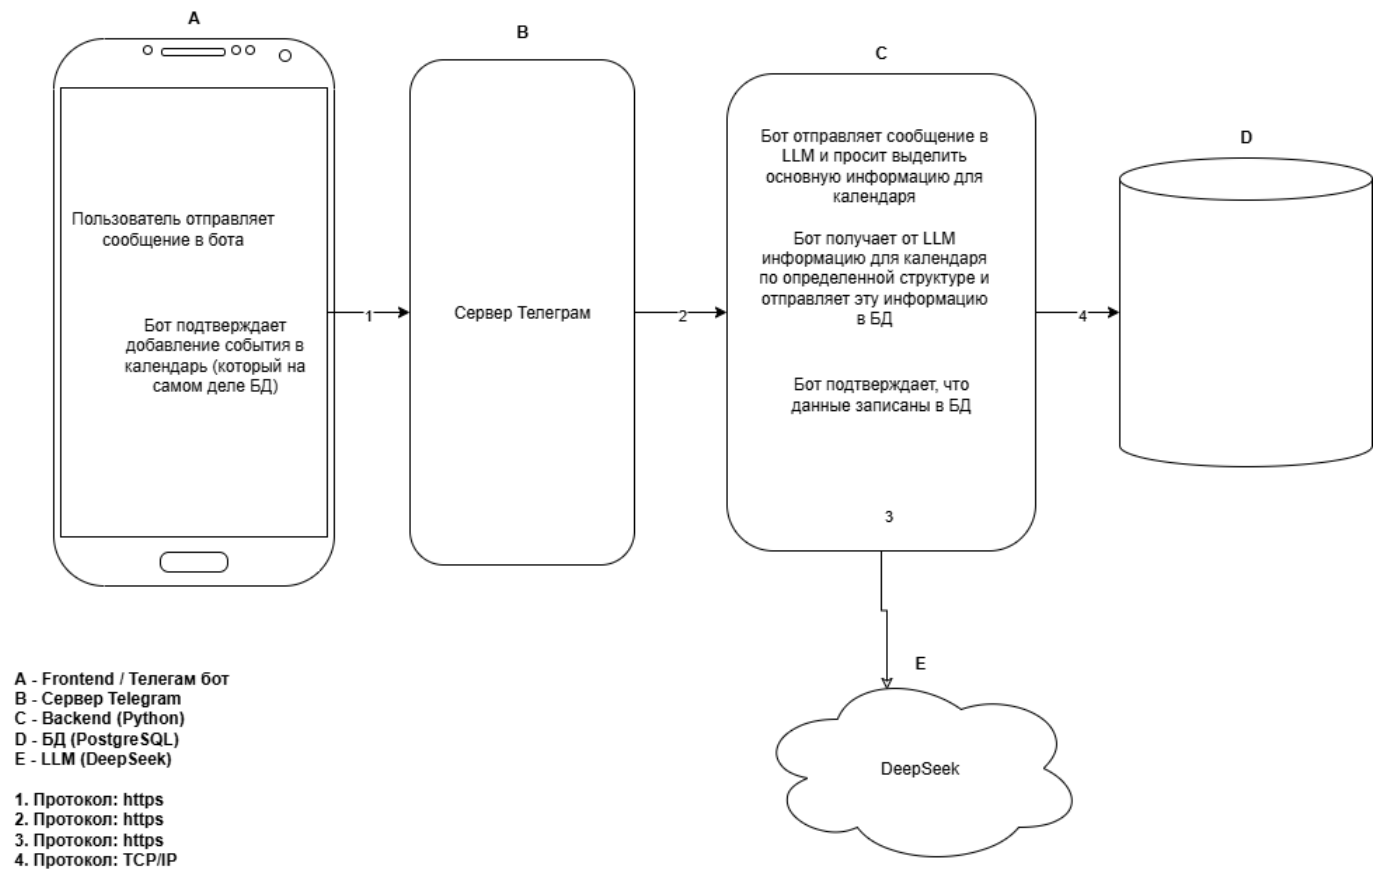 A
B
C
D
Пользователь отправляет
сообщение в бота
Бот подтверждает
добавление события в
календарь (который на
самом деле БД)
1
Сервер Телеграм
2
Бот отправляет сообщение в
LLM и просит выделить
основную информацию для
календаря
Бот получает от LLM
информацию для календаря
по определенной структуре и
отправляет эту информацию
в БД
Бот подтверждает, что
данные записаны в БД
3
4
E
DeepSeek
A - Frontend / Телегам бот
B - Сервер Telegram
C - Backend (Python)
D - БД (PostgreSQL)
E - LLM (DeepSeek)
1. Протокол: https
2. Протокол: https
3. Протокол: https
4. Протокол: TCP/IP